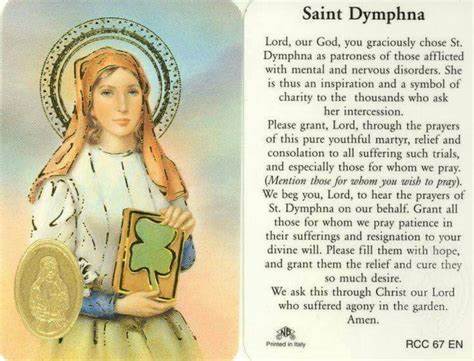 Saint Dymphna
Lord, our God, you graciously chose St.
Dymphna as patroness of those afflicted
with mental and nervous disorders. She
is thus an inspiration and a symbol of
charity to the thousands who ask
her intercession.
Please grant, Lord, through the prayers
of this pure youthful martyr, relief and
consolation to all suffering such trials,
and especially those for whom we pray.
(Mention those for whom you wish to pray).
We beg you, Lord, to hear the prayers of
St. Dymphna on our behalf. Grant all
those for whom we pray patience in
their sufferings and resignation to your
divine will. Please fill them with hope,
and grant them the relief and cure they
so much desire.
We ask this through Christ our Lord
who suffered agony in the garden.
Amen.
Printed in Italy
RCC 67 EN